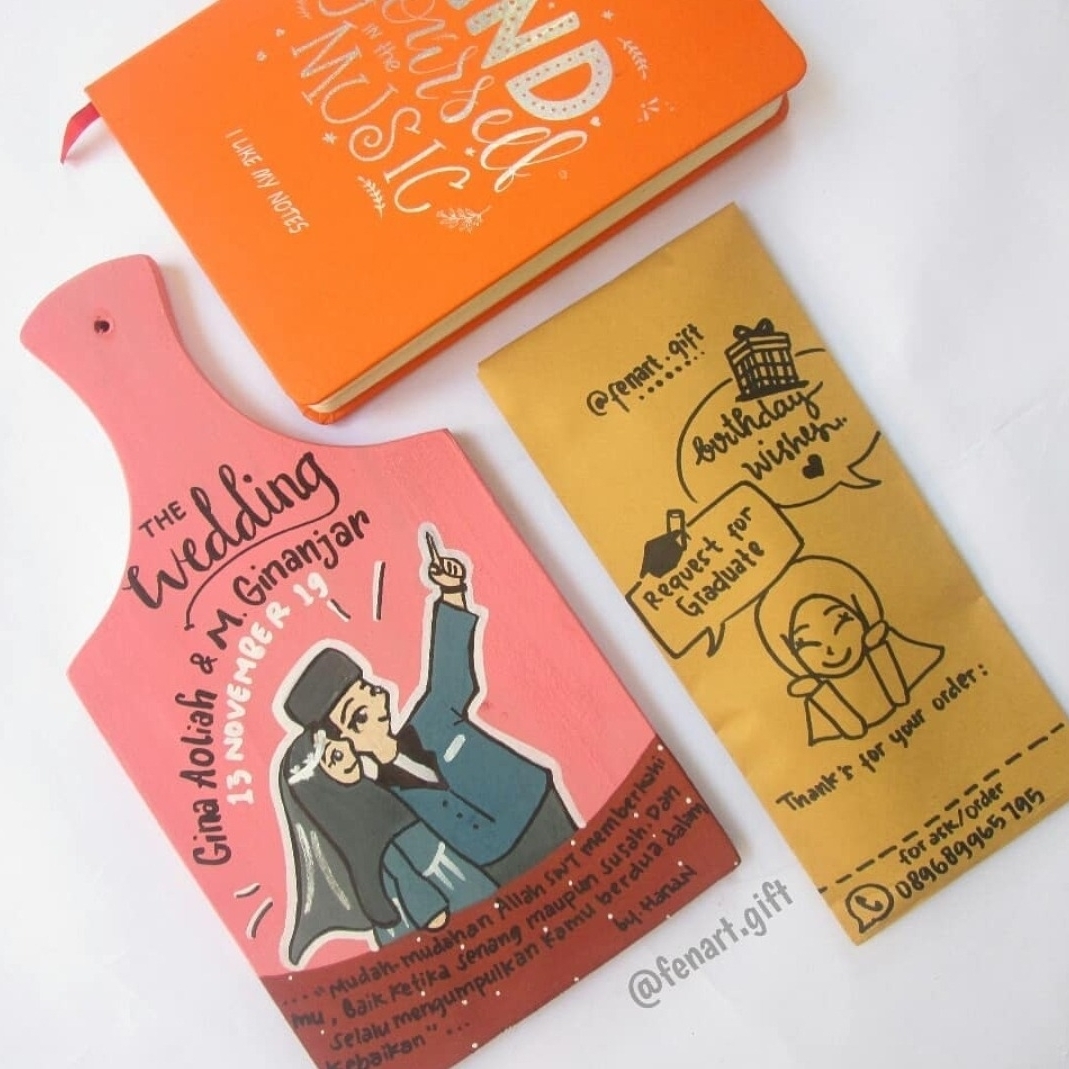 IND
yourself
IN the
MUSIC
I LIKE MY NOTES
THE
Wedding
Gina Aoliah & M. Ginanjar
13 NOVEMBER 19
..."Mudah-mudahan Allah SWT memberkahi
mu, Baik ketika senang maupun susah Dan
selalu mengumpulkan kamu berdua dalam
kebaikan"...
by. Hanan
@fenart.gift
birthday
wishes..
Request for
Graduate
Thank's for your order:
for ask/order
089689965795
@fenart.gift